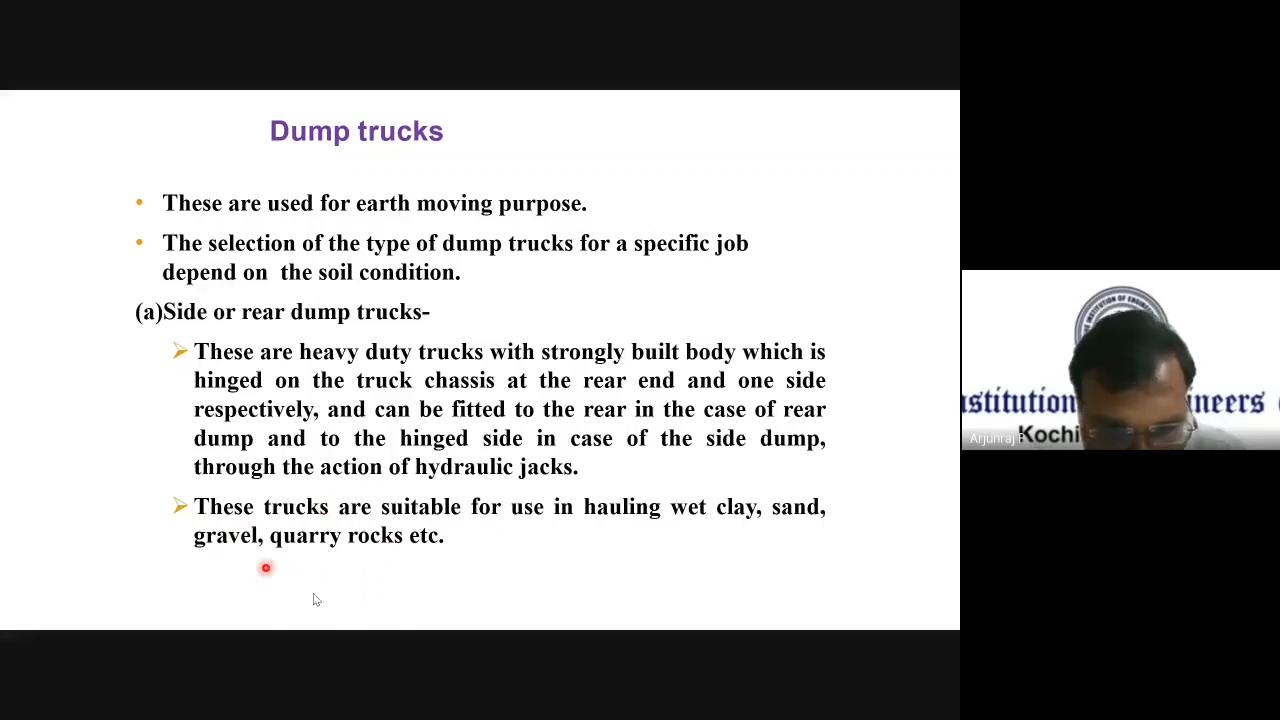 Dump trucks
• These are used for earth moving purpose.
• The selection of the type of dump trucks for a specific job
depend on the soil condition.
(a)Side or rear dump trucks-
➢ These are heavy duty trucks with strongly built body which is
hinged on the truck chassis at the rear end and one side
respectively, and can be fitted to the rear in the case of rear
dump and to the hinged side in case of the side dump,
through the action of hydraulic jacks.
➢ These trucks are suitable for use in hauling wet clay, sand,
gravel, quarry rocks etc.
INSTITUTION OF
Kochi
Arjunraj